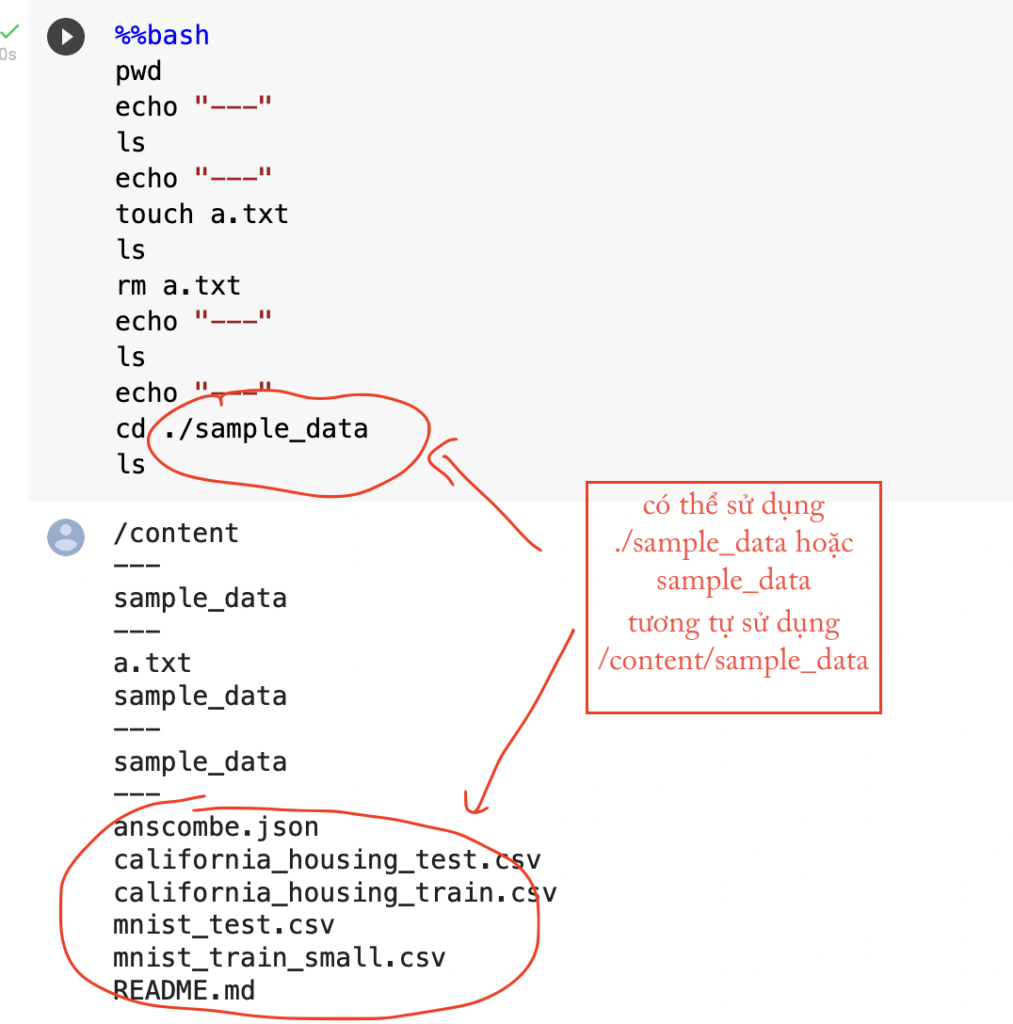 %%bash
0s
pwd
echo "---"
ls
echo "---"
touch a.txt
ls
rm a.txt
echo "---"
ls
echo "---"
cd ./sample_data
ls
có thể sử dụng
./sample_data hoặc
sample_data
tương tự sử dụng
/content/sample_data
/content
---
sample_data
---
a.txt
sample_data
---
sample_data
---
anscombe.json
california_housing_test.csv
california_housing_train.csv
mnist_test.csv
mnist_train_small.csv
README.md